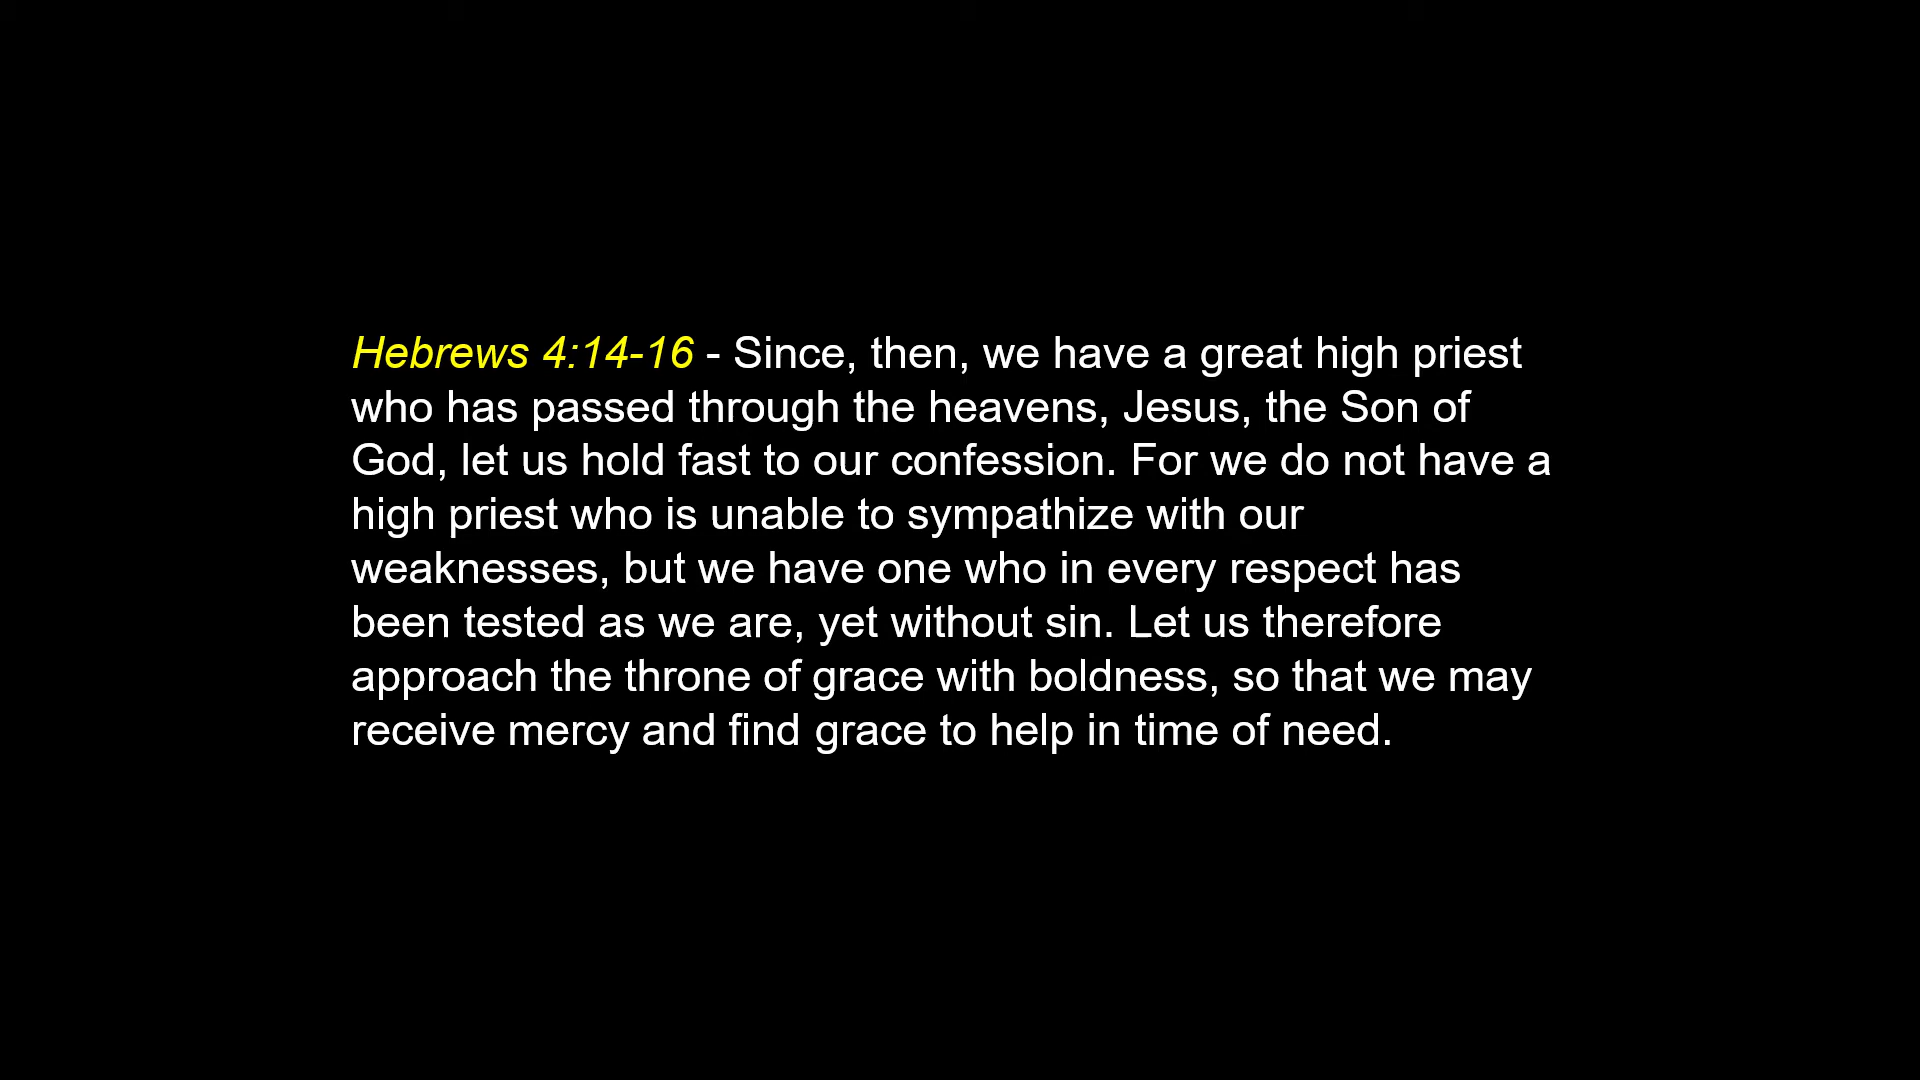 Hebrews 4:14-16 - Since, then, we have a great high priest
who has passed through the heavens, Jesus, the Son of
God, let us hold fast to our confession. For we do not have a
high priest who is unable to sympathize with our
weaknesses, but we have one who in every respect has
been tested as we are, yet without sin. Let us therefore
approach the throne of grace with boldness, so that we may
receive mercy and find grace to help in time of need.